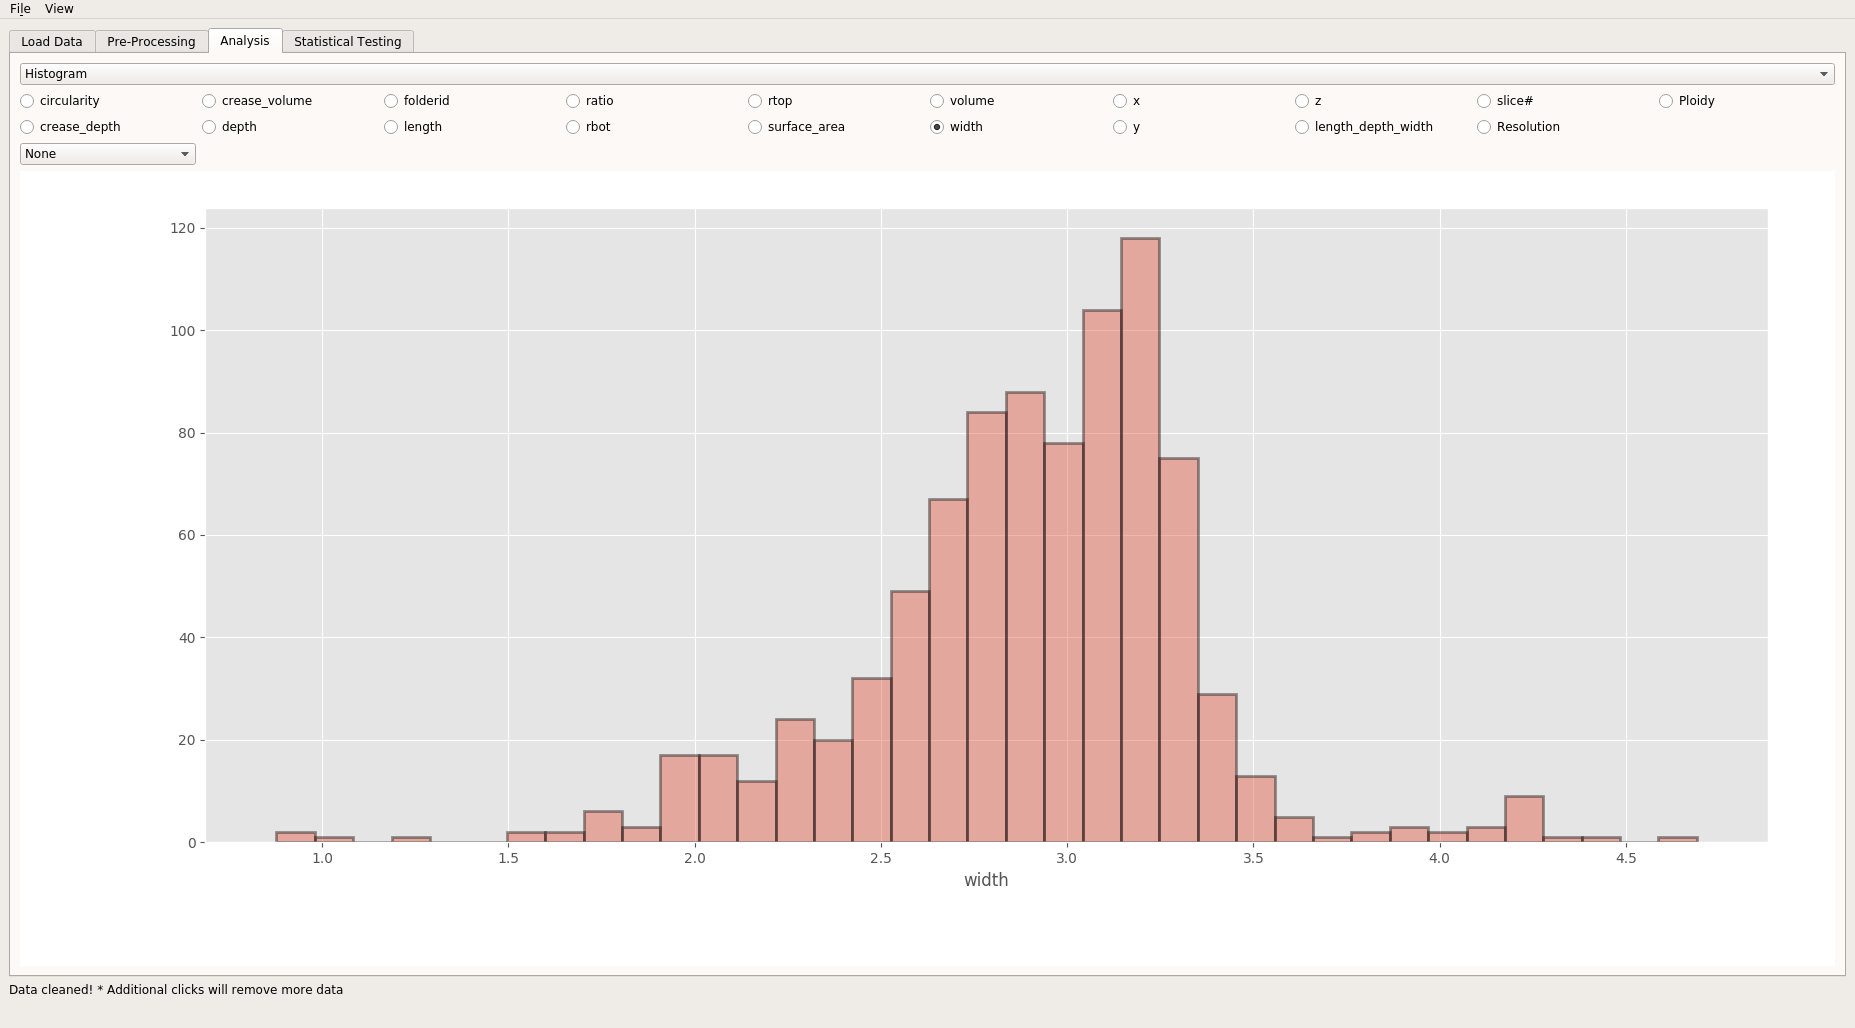 File View
Load Data Pre-Processing Analysis Statistical Testing
Histogram
circularity crease_volume folderid ratio rtop volume x z slice# Ploidy
crease_depth depth length rbot surface_area width y length_depth_width Resolution
None
120
100
80
60
40
20
0
1.0 1.5 2.0 2.5 3.0 3.5 4.0 4.5
width
Data cleaned! * Additional clicks will remove more data